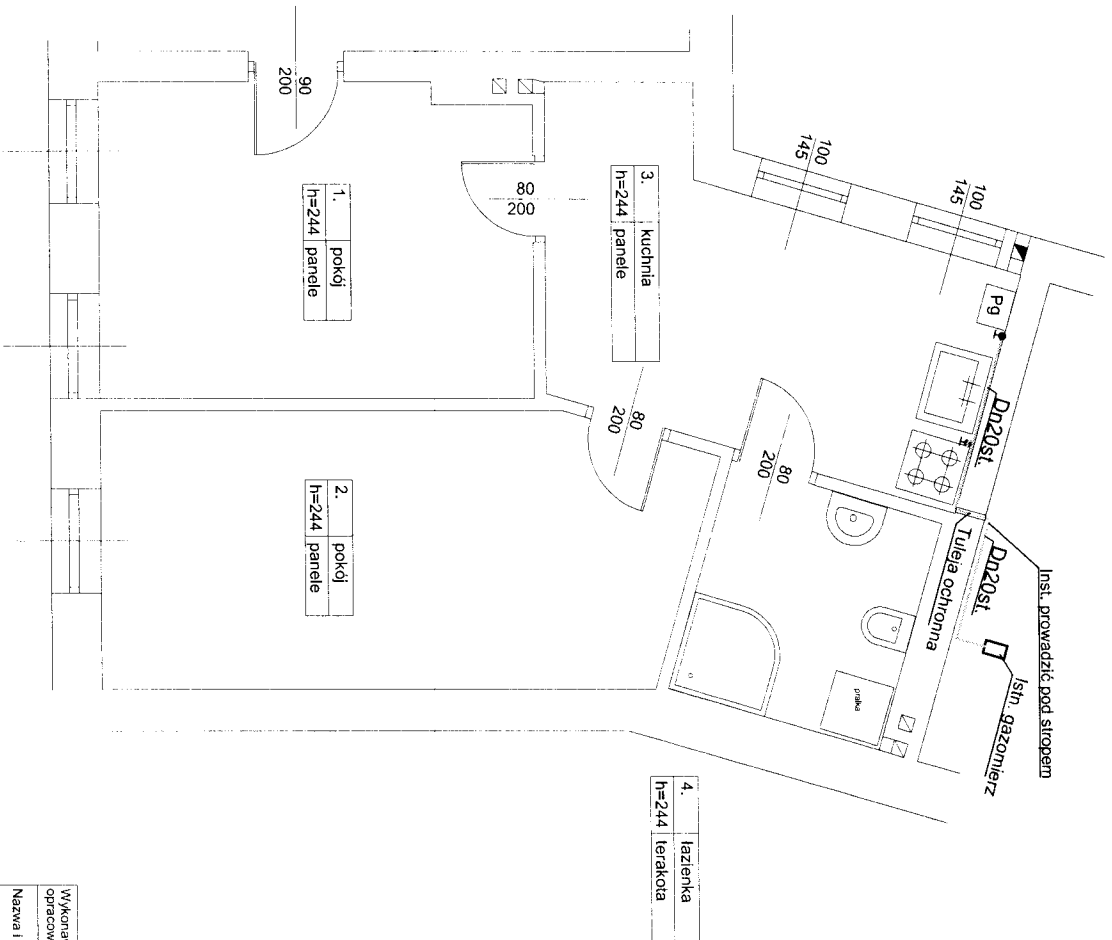 90
200
100
145
100
145
80
200
3. kuchnia
h=244 panele
1. pokój
h=244 panele
80
200
80
200
2. pokój
h=244 panele
4. łazienka
h=244 terakota
Pg
Dn20st.
Dn20st.
Tuleja ochronna
Inst. prowadzić pod stropem
Istn. gazomierz
pralka
Nazwa i